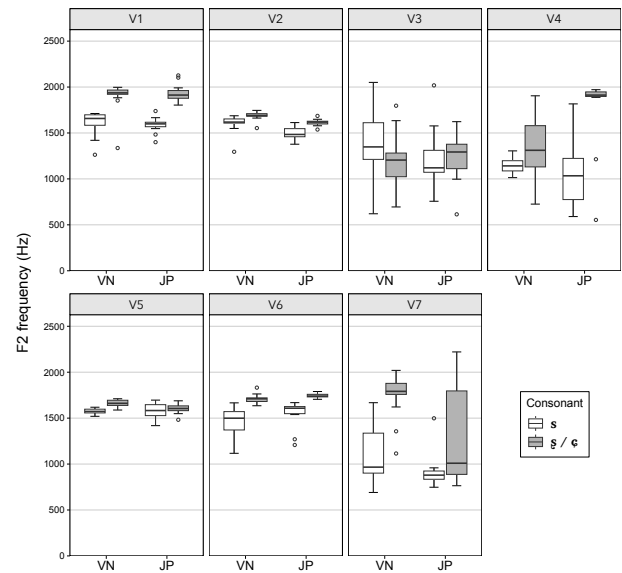 V1 V2 V3 V4
2500
2000
1500
1000
500
0
VN JP VN JP VN JP VN JP
F2 frequency (Hz)
V5 V6 V7
2500
2000
1500
1000
500
0
VN JP VN JP VN JP
Consonant
s
ʂ / ɕ